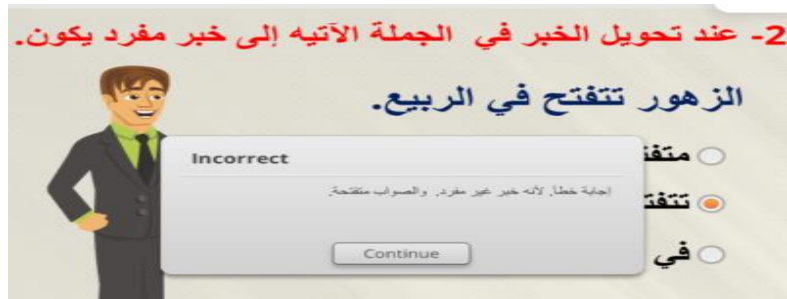 2- عند تحويل الخبر في الجملة الآتيه إلى خبر مفرد يكون.
الزهور تتفتح في الربيع.
Incorrect
إجابة خطأ, لأنه خبر غير مفرد, والصواب متفتحة.
في
Continue